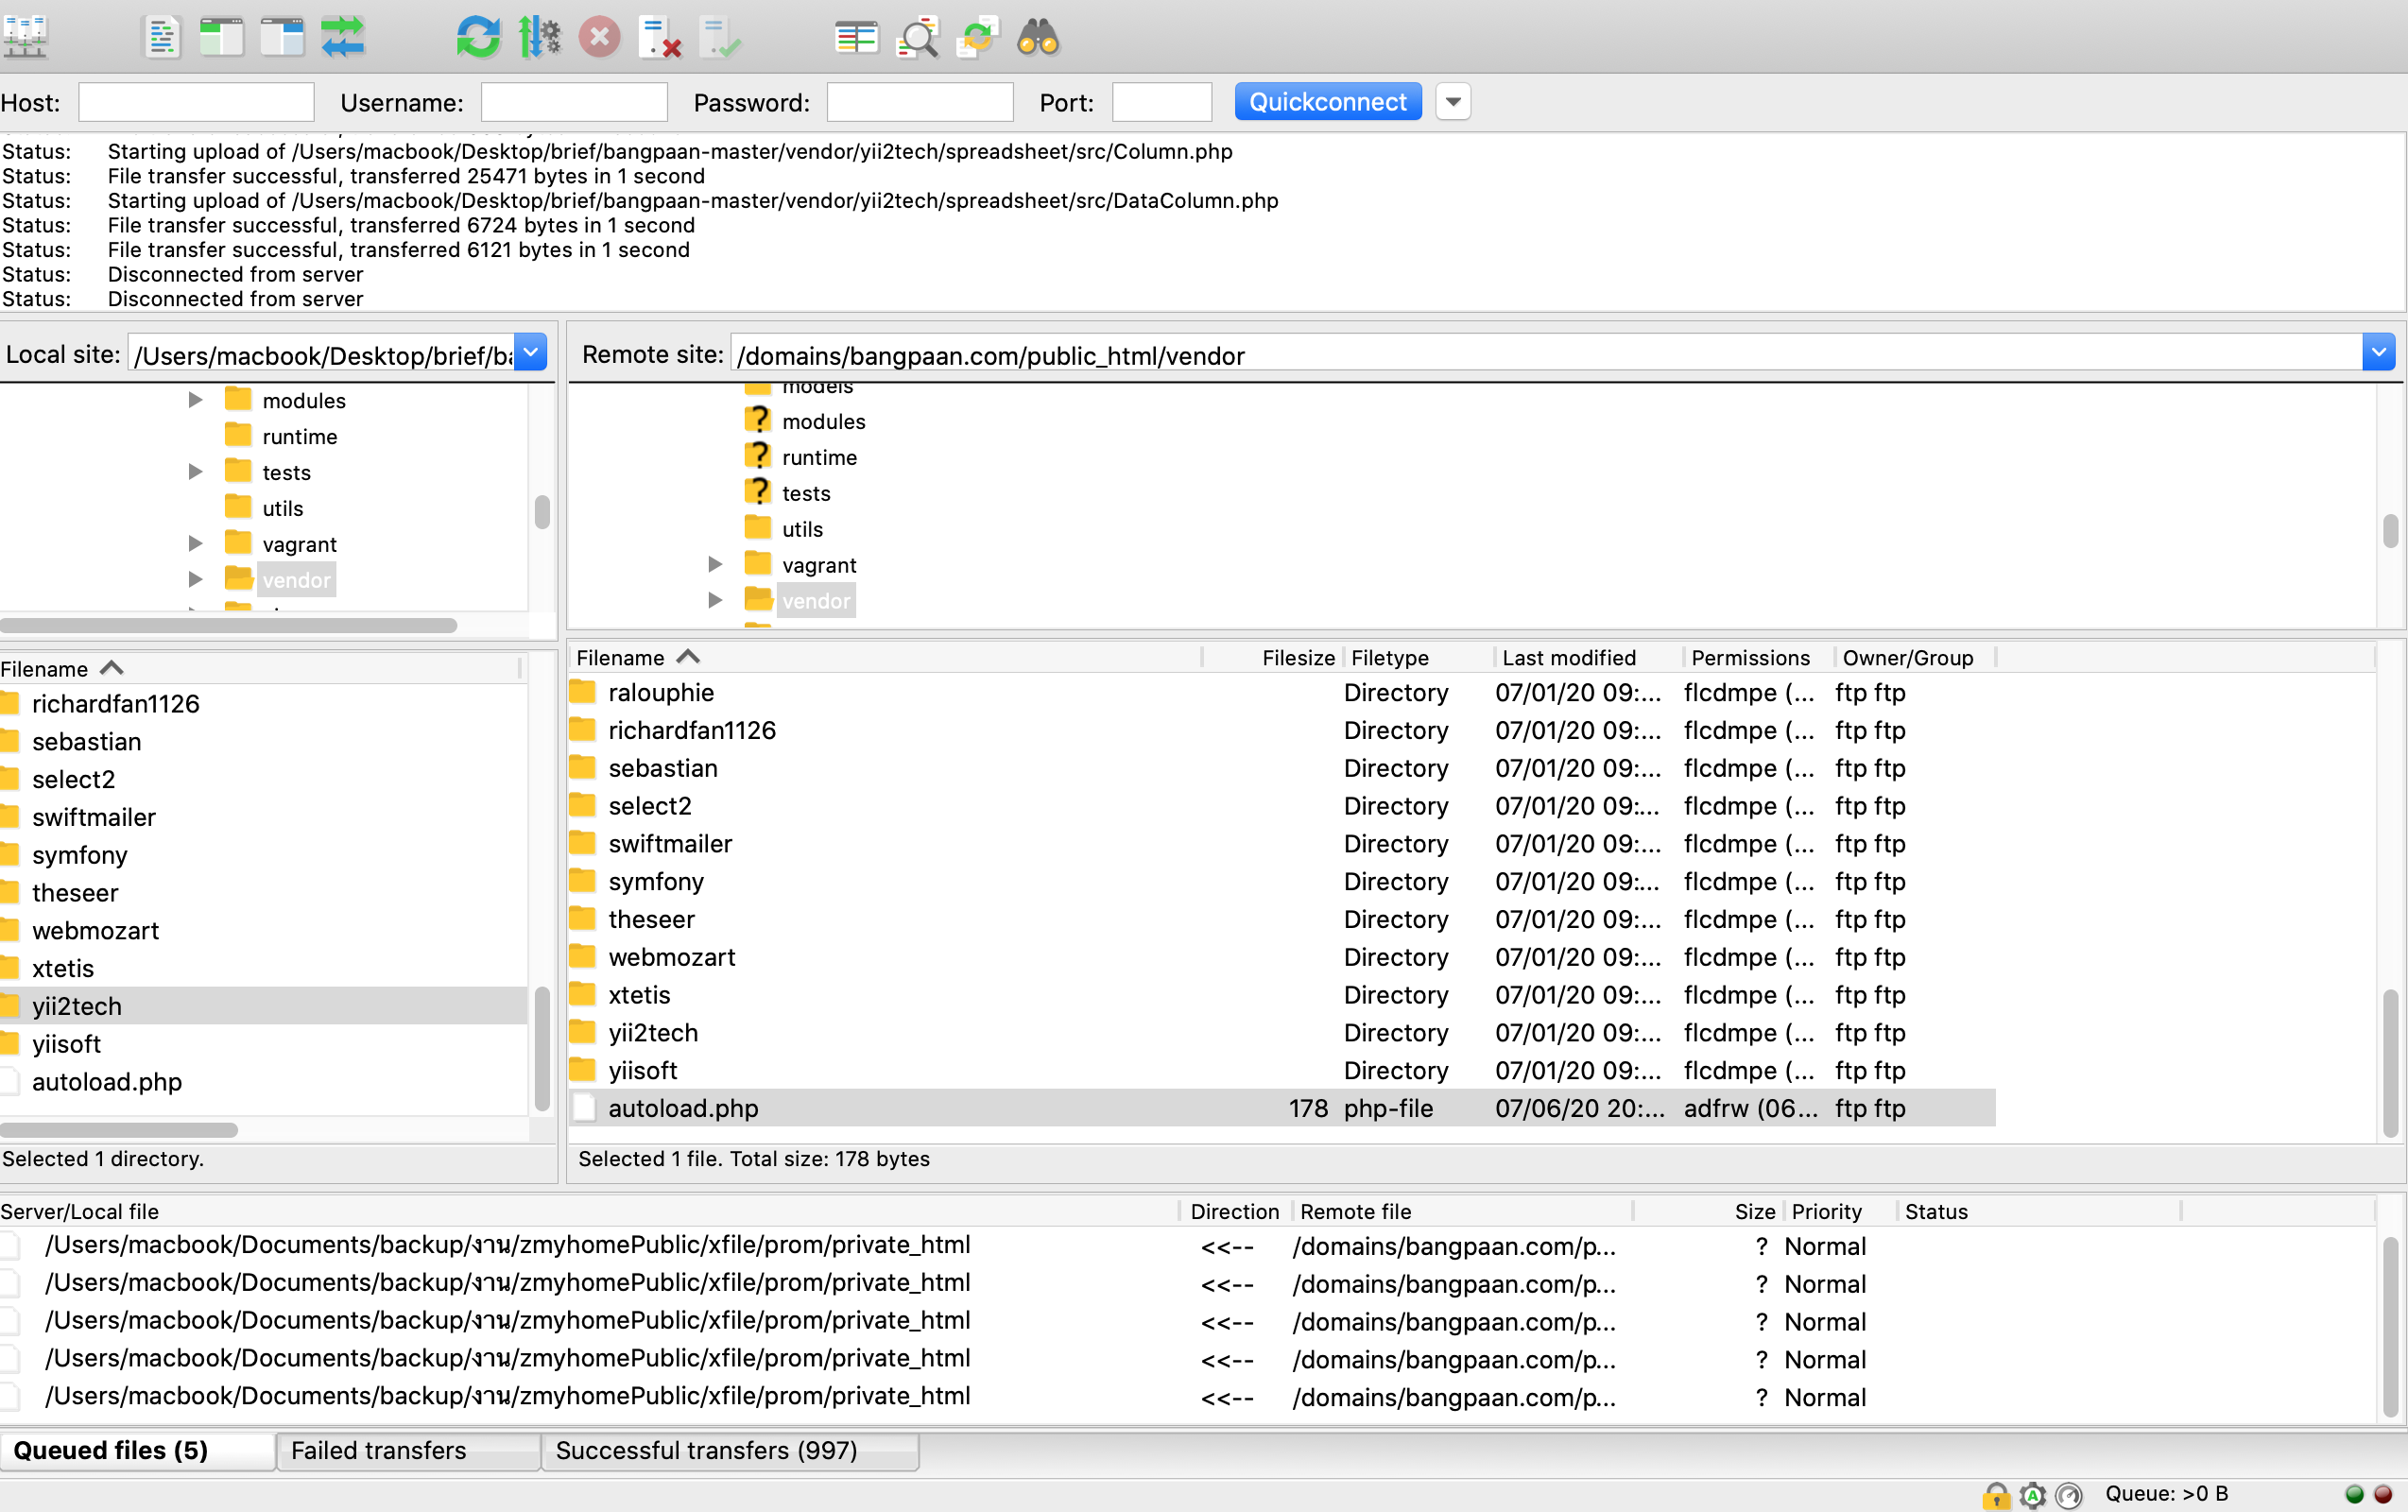 Host: Username: Password: Port: Quickconnect
Status: Starting upload of /Users/macbook/Desktop/brief/bangpaan-master/vendor/yii2tech/spreadsheet/src/Column.php
Status: File transfer successful, transferred 25471 bytes in 1 second
Status: Starting upload of /Users/macbook/Desktop/brief/bangpaan-master/vendor/yii2tech/spreadsheet/src/DataColumn.php
Status: File transfer successful, transferred 6724 bytes in 1 second
Status: File transfer successful, transferred 6121 bytes in 1 second
Status: Disconnected from server
Status: Disconnected from server
Local site: /Users/macbook/Desktop/brief/ba
modules
runtime
tests
utils
vagrant
vendor
Filename
richardfan1126
sebastian
select2
swiftmailer
symfony
theseer
webmozart
xtetis
yii2tech
yiisoft
autoload.php
Selected 1 directory.
Remote site: /domains/bangpaan.com/public_html/vendor
models
modules
runtime
tests
utils
vagrant
vendor
Filename Filesize Filetype Last modified Permissions Owner/Group
ralouphie Directory 07/01/20 09:... flcdmpe (... ftp ftp
richardfan1126 Directory 07/01/20 09:... flcdmpe (... ftp ftp
sebastian Directory 07/01/20 09:... flcdmpe (... ftp ftp
select2 Directory 07/01/20 09:... flcdmpe (... ftp ftp
swiftmailer Directory 07/01/20 09:... flcdmpe (... ftp ftp
symfony Directory 07/01/20 09:... flcdmpe (... ftp ftp
theseer Directory 07/01/20 09:... flcdmpe (... ftp ftp
webmozart Directory 07/01/20 09:... flcdmpe (... ftp ftp
xtetis Directory 07/01/20 09:... flcdmpe (... ftp ftp
yii2tech Directory 07/01/20 09:... flcdmpe (... ftp ftp
yiisoft Directory 07/01/20 09:... flcdmpe (... ftp ftp
autoload.php 178 php-file 07/06/20 20:... adfrw (06... ftp ftp
Selected 1 file. Total size: 178 bytes
Server/Local file Direction Remote file Size Priority Status
/Users/macbook/Documents/backup/งาน/zmyhomePublic/xfile/prom/private_html <<-- /domains/bangpaan.com/p... ? Normal
/Users/macbook/Documents/backup/งาน/zmyhomePublic/xfile/prom/private_html <<-- /domains/bangpaan.com/p... ? Normal
/Users/macbook/Documents/backup/งาน/zmyhomePublic/xfile/prom/private_html <<-- /domains/bangpaan.com/p... ? Normal
/Users/macbook/Documents/backup/งาน/zmyhomePublic/xfile/prom/private_html <<-- /domains/bangpaan.com/p... ? Normal
/Users/macbook/Documents/backup/งาน/zmyhomePublic/xfile/prom/private_html <<-- /domains/bangpaan.com/p... ? Normal
Queued files (5) Failed transfers Successful transfers (997)
Queue: >0 B